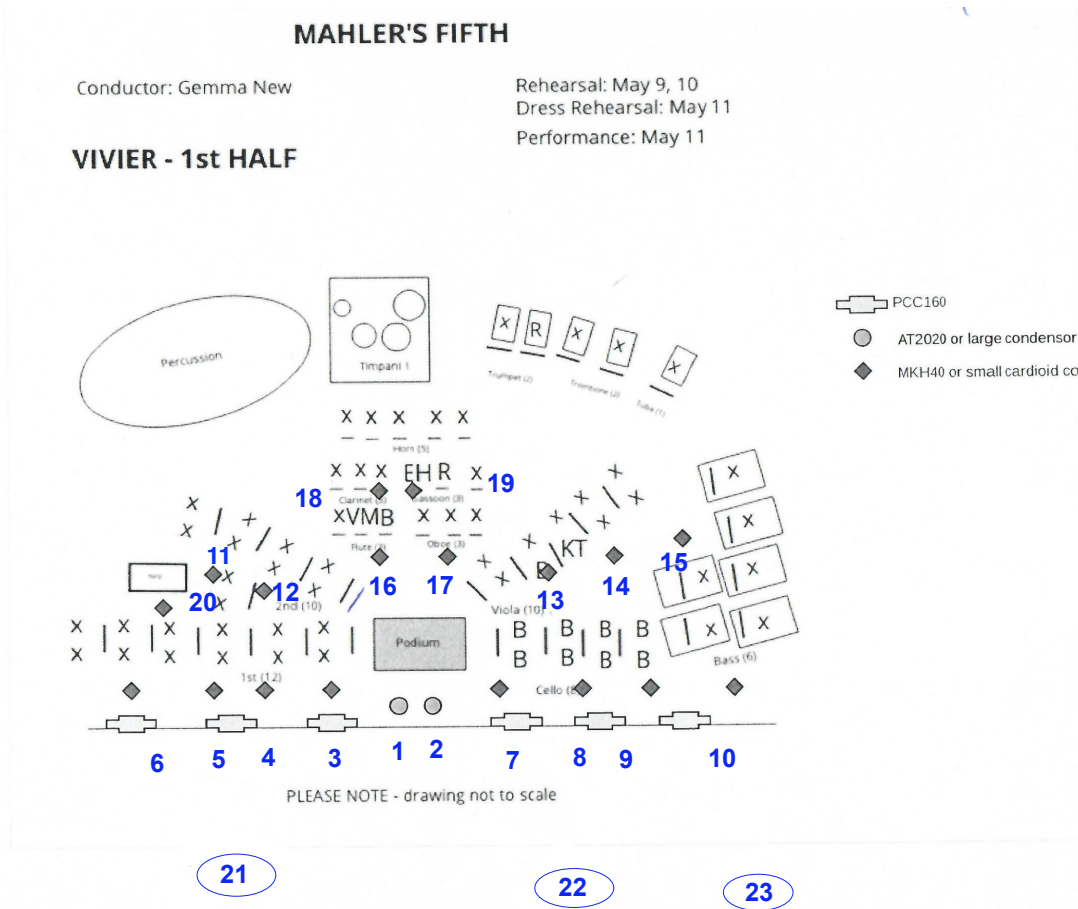 MAHLER'S FIFTH
Conductor: Gemma New
Rehearsal: May 9, 10
Dress Rehearsal: May 11
Performance: May 11
VIVIER - 1st HALF
PCC160
AT2020 or large condensor
MKH40 or small cardioid co
Percussion
Timpani 1
X R X X X
Trumpet (2)
Trombone (2)
Tuba (1)
X X X X X
Horn (5)
X X X EH R X
18
19
Clarinet (3)
Bassoon (3)
X VMB X X X
Flute (3)
Oboe (3)
X X X X X X X X X X
X X X X X X X X KT B
X X X X X X
11
12
16
17
13
14
15
20
2nd (10)
Viola (10)
Harp
X X X X X X B B B B
X X X X X X B B B B
Podium
Bass (6)
1st (12)
Cello (8)
6
5
4
3
1
2
7
8
9
10
PLEASE NOTE - drawing not to scale
21
22
23